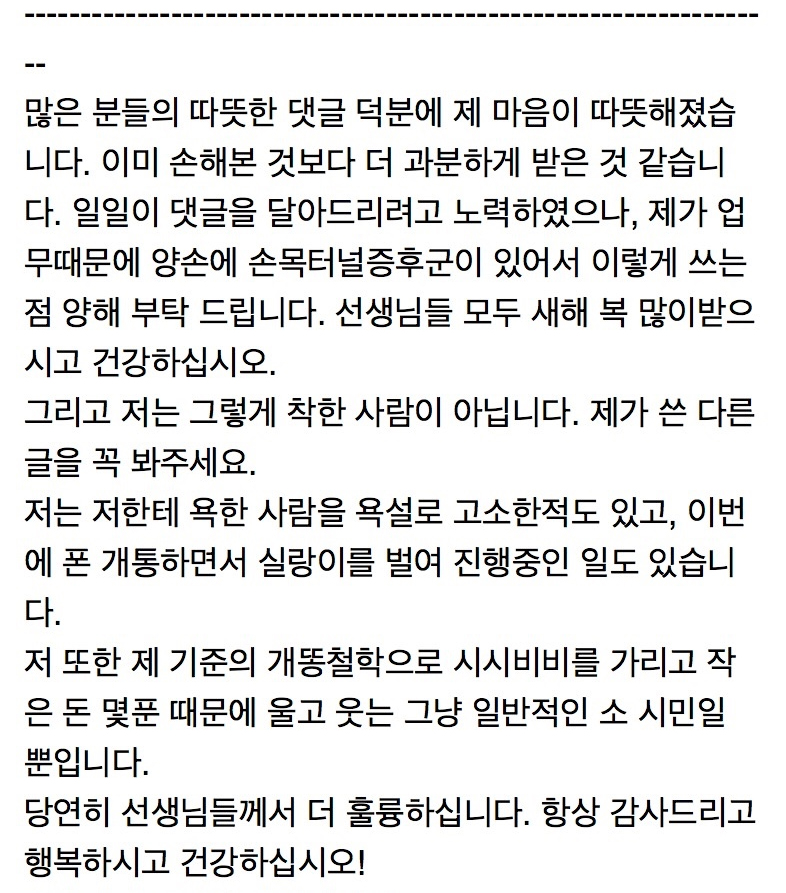 ------------------------------------------------------------------
--
많은 분들의 따뜻한 댓글 덕분에 제 마음이 따뜻해졌습
니다. 이미 손해본 것보다 더 과분하게 받은 것 같습니
다. 일일이 댓글을 달아드리려고 노력하였으나, 제가 업
무때문에 양손에 손목터널증후군이 있어서 이렇게 쓰는
점 양해 부탁 드립니다. 선생님들 모두 새해 복 많이받으
시고 건강하십시오.
그리고 저는 그렇게 착한 사람이 아닙니다. 제가 쓴 다른
글을 꼭 봐주세요.
저는 저한테 욕한 사람을 욕설로 고소한적도 있고, 이번
에 폰 개통하면서 실랑이를 벌여 진행중인 일도 있습니
다.
저 또한 제 기준의 개똥철학으로 시시비비를 가리고 작
은 돈 몇푼 때문에 울고 웃는 그냥 일반적인 소 시민일
뿐입니다.
당연히 선생님들께서 더 훌륭하십니다. 항상 감사드리고
행복하시고 건강하십시오!